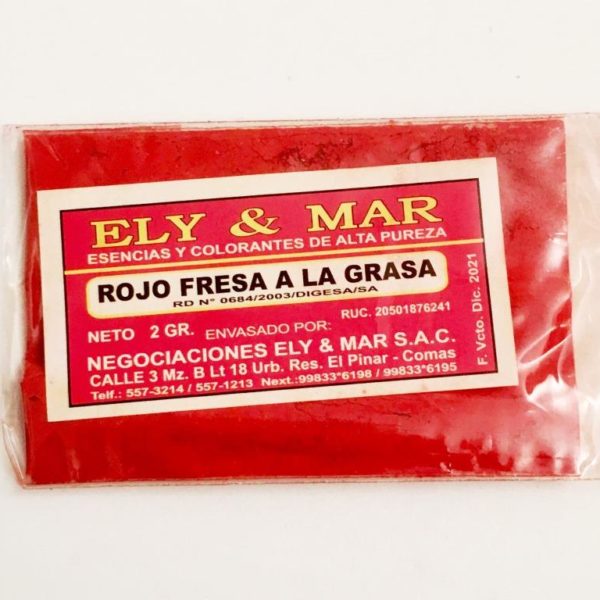 ELY & MAR
ESENCIAS Y COLORANTES DE ALTA PUREZA
ROJO FRESA A LA GRASA
RD N° 0684/2003/DIGESA/SA
NETO 2 GR. ENVASADO POR: RUC. 20501876241
NEGOCIACIONES ELY & MAR S.A.C.
CALLE 3 Mz. B Lt 18 Urb. Res. El Pinar - Comas
Telf.: 557-3214 / 557-1213 Next.:99833*6198 / 99833*6195
F. Vcto. Dic. 2021